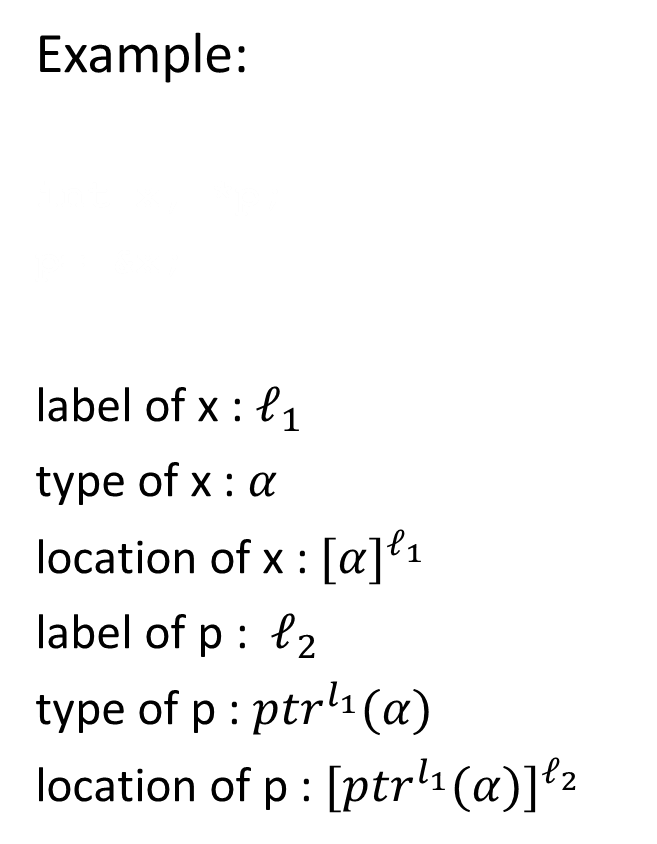 Example:
label of x : ℓ₁
type of x : α
location of x : [α]^ℓ₁
label of p : ℓ₂
type of p : ptr^l₁(α)
location of p : [ptr^l₁(α)]^ℓ₂